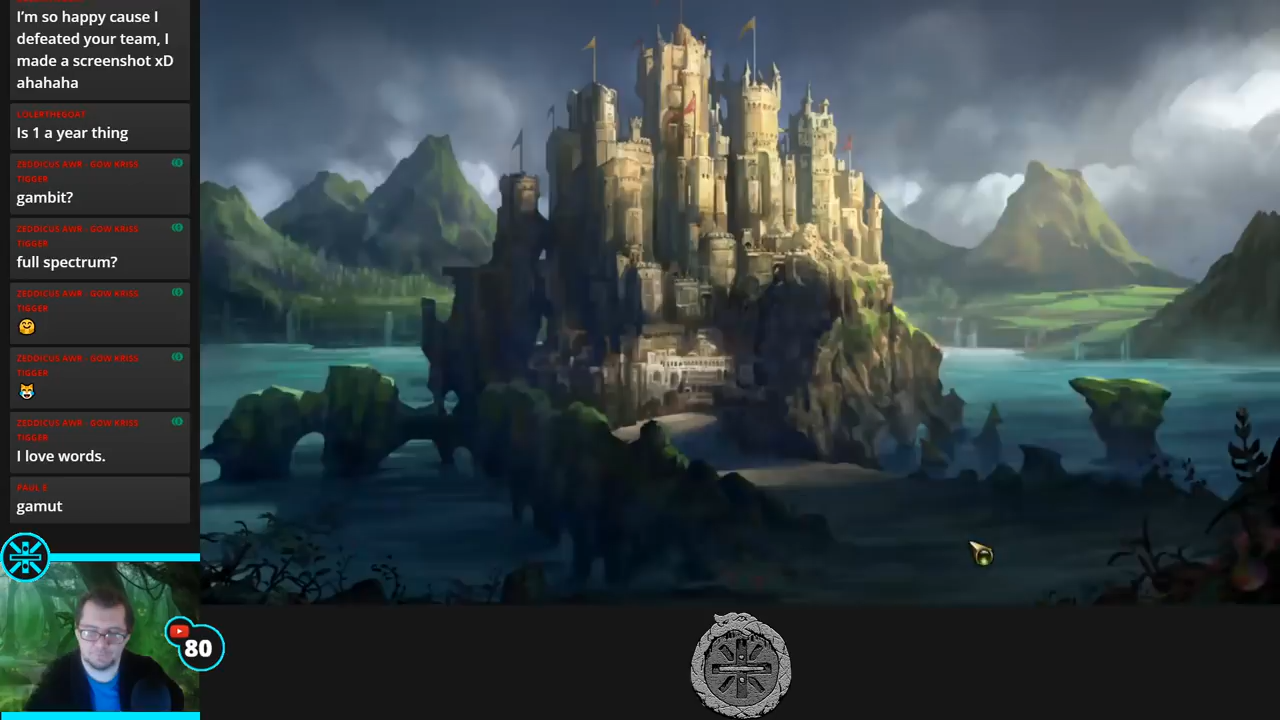 I'm so happy cause I
defeated your team, I
made a screenshot xD
ahahaha
LOLERTHEGOAT
Is 1 a year thing
ZEDDICUS AWR - GOW KRISS
TIGGER
gambit?
ZEDDICUS AWR - GOW KRISS
TIGGER
full spectrum?
ZEDDICUS AWR - GOW KRISS
TIGGER
ZEDDICUS AWR - GOW KRISS
TIGGER
ZEDDICUS AWR - GOW KRISS
TIGGER
I love words.
gamut
80